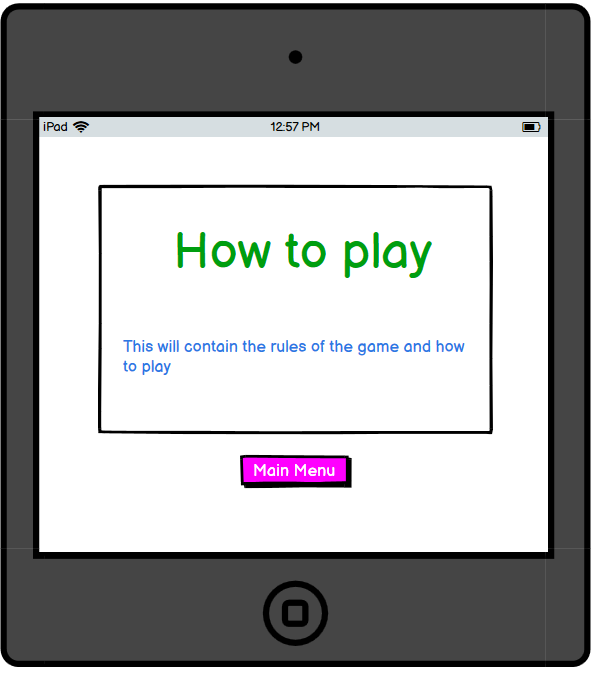 iPad 12:57 PM
How to play
This will contain the rules of the game and how
to play
Main Menu